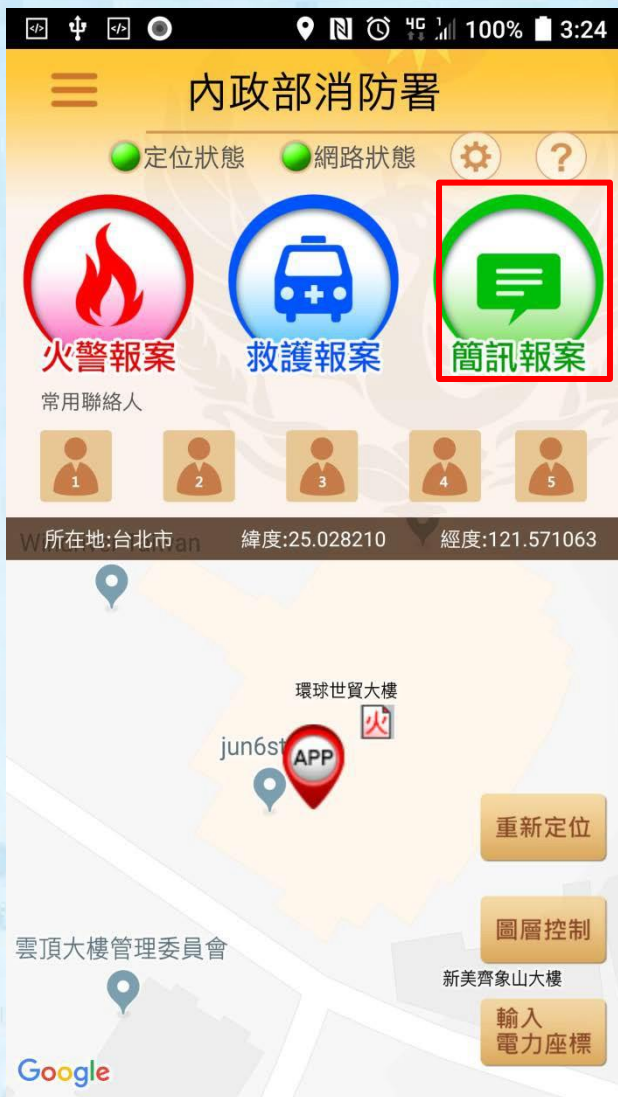 4G 100% 3:24
內政部消防署
定位狀態 網路狀態 ?
火警報案 救護報案 簡訊報案
常用聯絡人
1 2 3 4 5
所在地:台北市 緯度:25.028210 經度:121.571063
環球世貿大樓
火
jun6st
APP
重新定位
圖層控制
雲頂大樓管理委員會
新美齊象山大樓
輸入
電力座標
Google